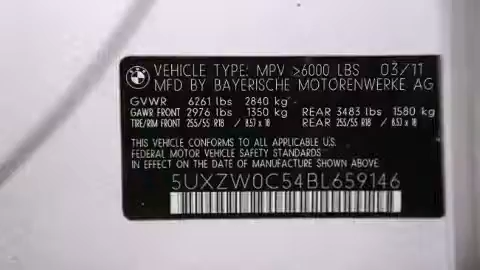 VEHICLE TYPE: MPV >6000 LBS 03/11
MFD BY BAYERISCHE MOTORENWERKE AG
GVWR 6261 lbs 2840 kg
GAWR FRONT 2976 lbs 1350 kg REAR 3483 lbs 1580 kg
TIRE/RIM FRONT 255/55 R18 / 8.5J x 18 REAR 255/55 R18 / 8.5J x 18
THIS VEHICLE CONFORMS TO ALL APPLICABLE U.S.
FEDERAL MOTOR VEHICLE SAFETY STANDARDS
IN EFFECT ON THE DATE OF MANUFACTURE SHOWN ABOVE.
5UXZW0C54BL659146